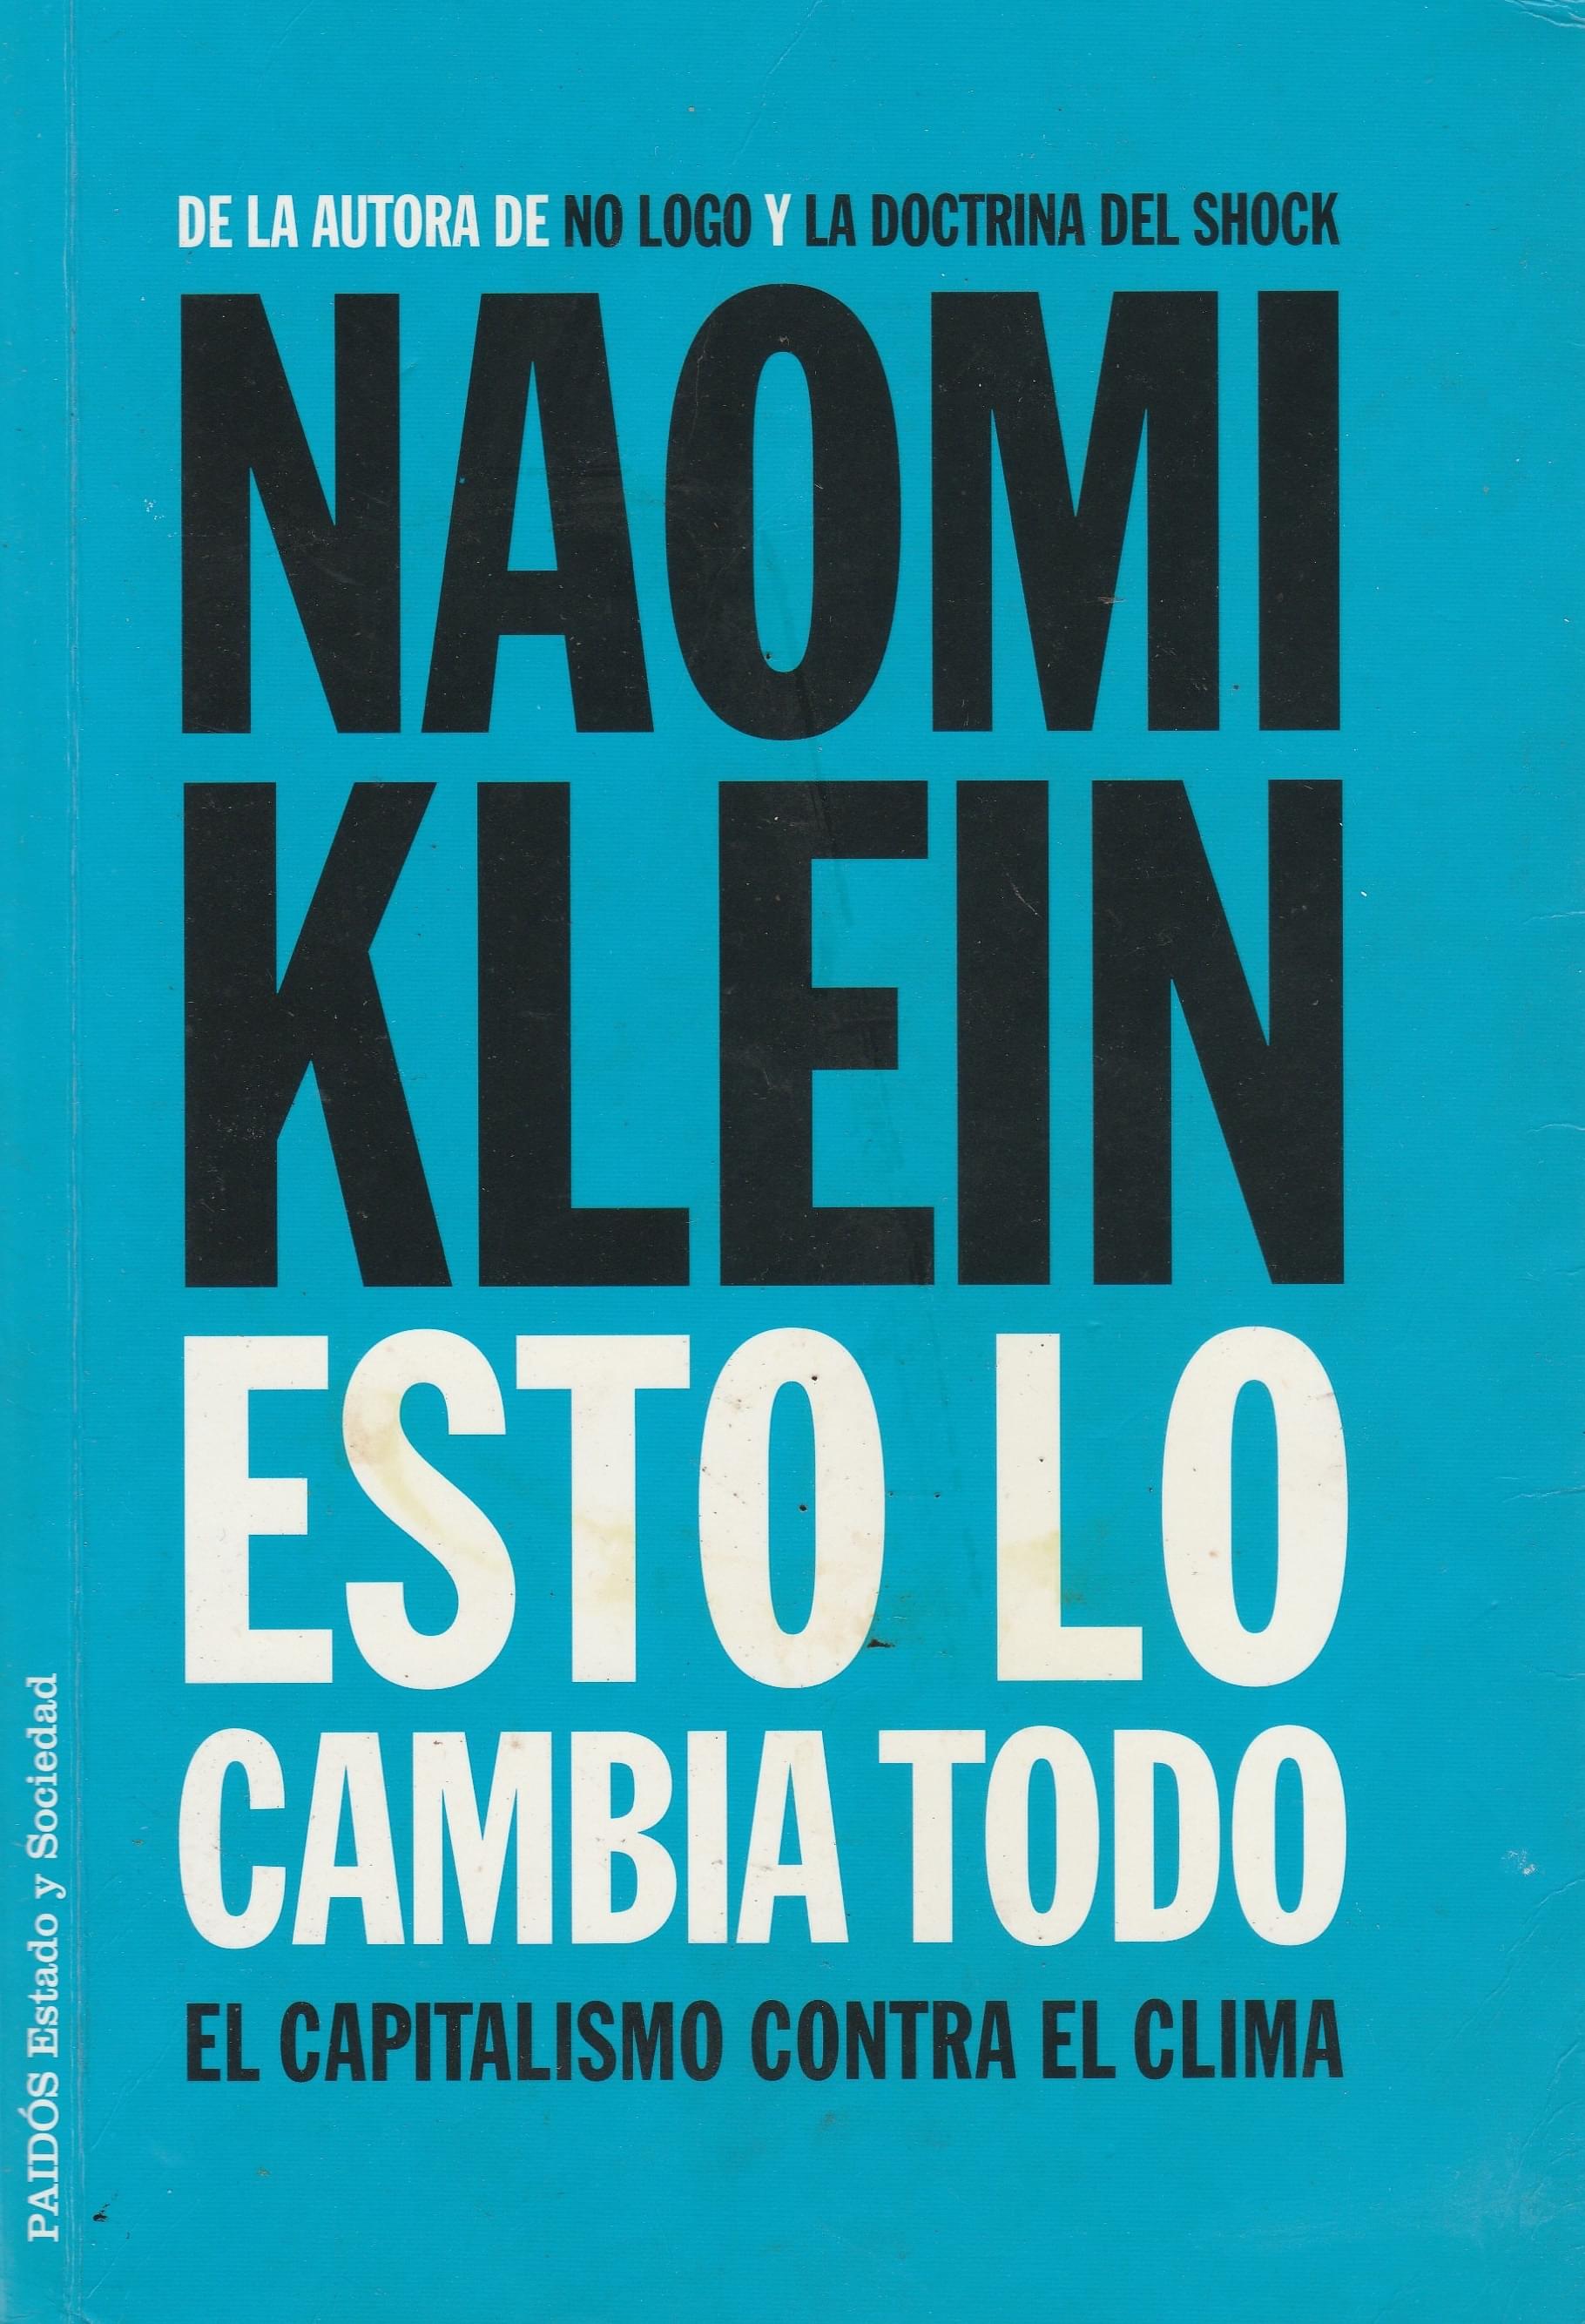 DE LA AUTORA DE NO LOGO Y LA DOCTRINA DEL SHOCK
NAOMI
KLEIN
ESTO LO
CAMBIA TODO
EL CAPITALISMO CONTRA EL CLIMA
PAIDÓS Estado y Sociedad